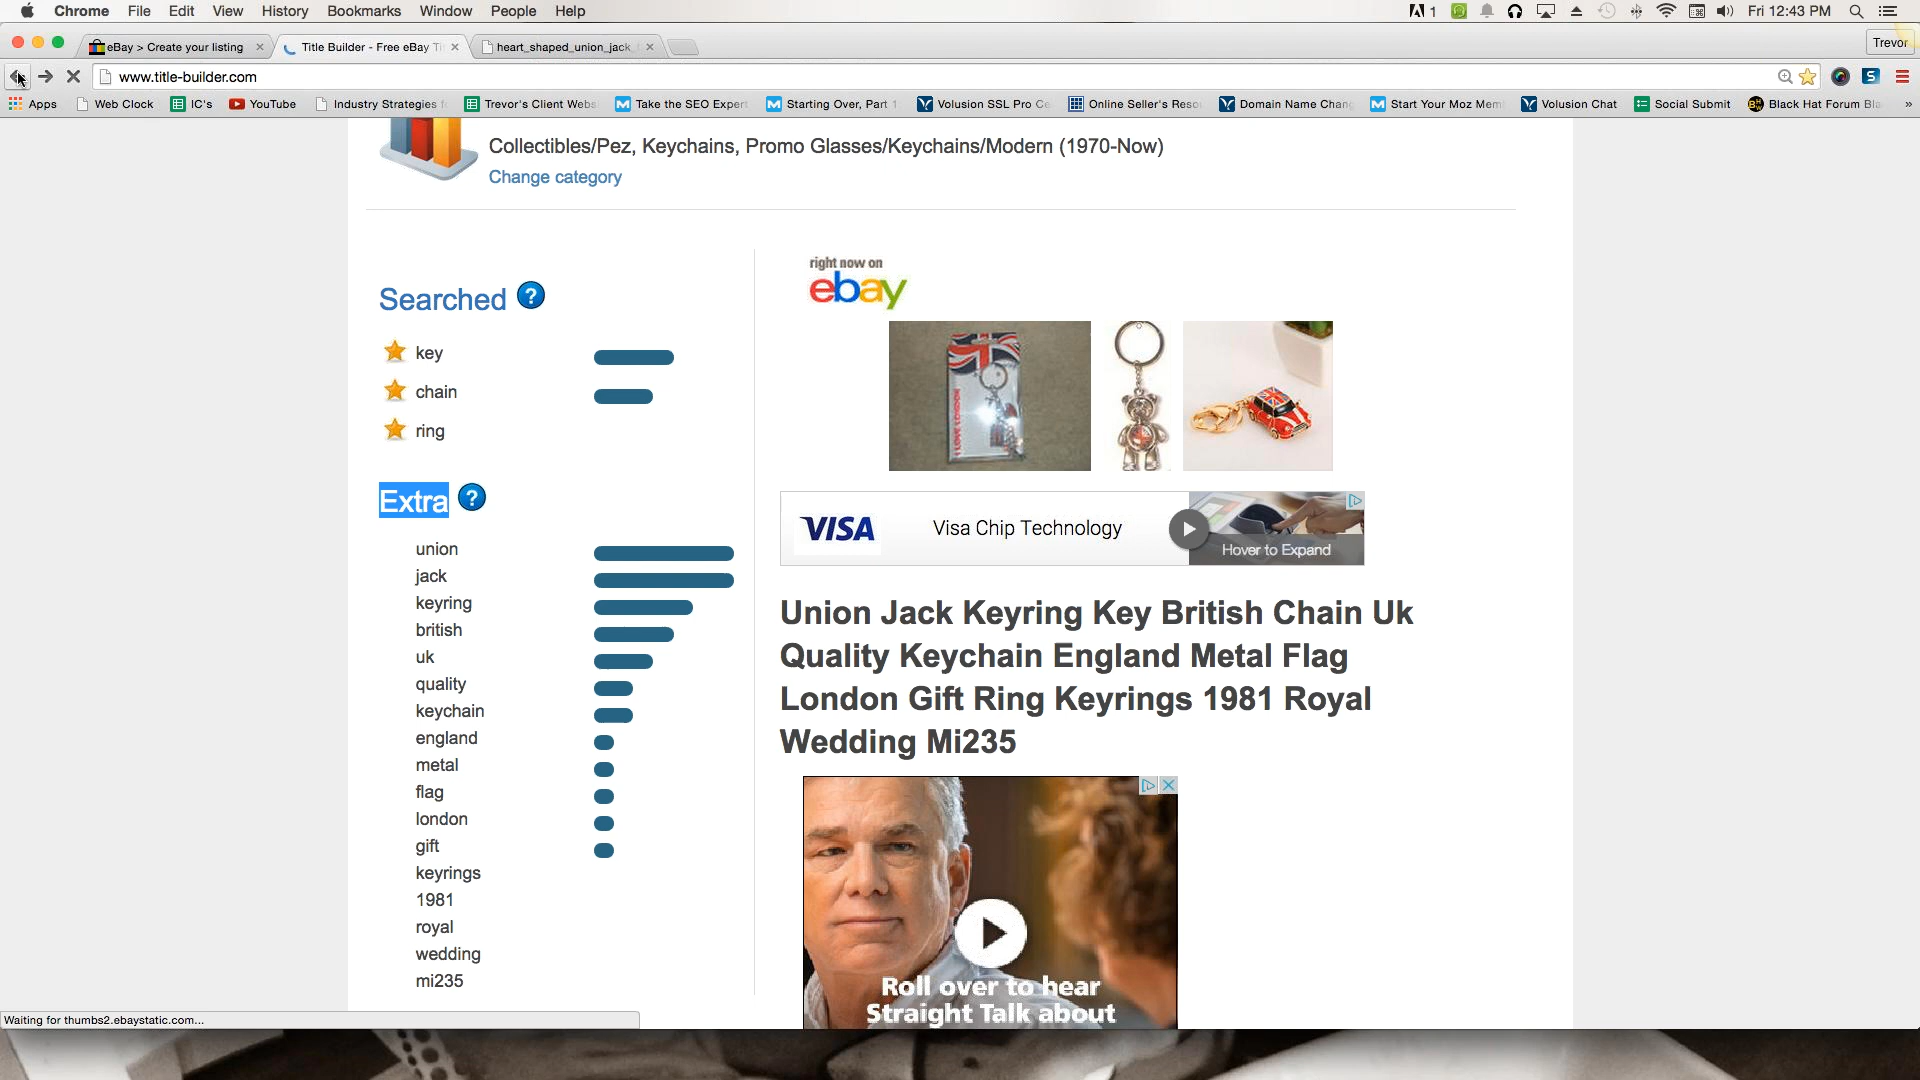 Chrome File Edit View History Bookmarks Window People Help
1 Fri 12:43 PM
eBay > Create your listing
Title Builder - Free eBay Ti
heart_shaped_union_jack_
Trevor
www.title-builder.com
Apps Web Clock IC's YouTube Industry Strategies f Trevor's Client Webs Take the SEO Expert Starting Over, Part 1 Volusion SSL Pro Ce Online Seller's Reso Domain Name Chang Start Your Moz Mem Volusion Chat Social Submit Black Hat Forum Bla »
Collectibles/Pez, Keychains, Promo Glasses/Keychains/Modern (1970-Now)
Change category
right now on
ebay
Searched ?
key
chain
ring
Extra ?
union
jack
keyring
british
uk
quality
keychain
england
metal
flag
london
gift
keyrings
1981
royal
wedding
mi235
VISA Visa Chip Technology
Hover to Expand
Union Jack Keyring Key British Chain Uk
Quality Keychain England Metal Flag
London Gift Ring Keyrings 1981 Royal
Wedding Mi235
Roll over to hear
Straight Talk about
Waiting for thumbs2.ebaystatic.com...